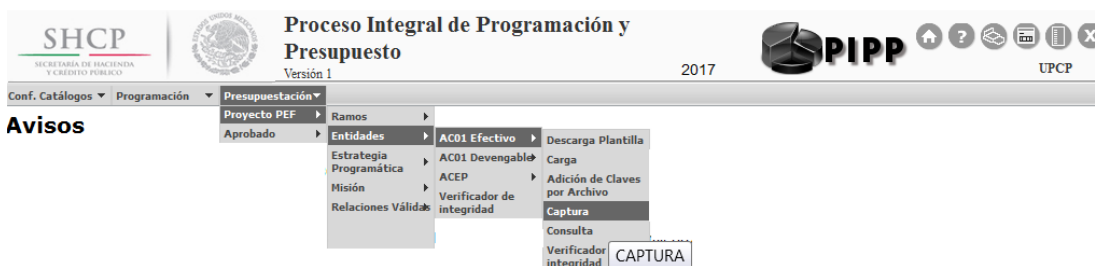 SHCP
SECRETARÍA DE HACIENDA
Y CRÉDITO PÚBLICO
Proceso Integral de Programación y
Presupuesto
Versión 1
2017
PIPP
UPCP
Conf. Catálogos Programación Presupuestación
Avisos
Proyecto PEF
Aprobado
Ramos
Entidades
Estrategia
Programática
Misión
Relaciones Válidas
AC01 Efectivo
AC01 Devengable
ACEP
Verificador de
integridad
Descarga Plantilla
Carga
Adición de Claves
por Archivo
Captura
Consulta
Verificador
integridad
CAPTURA